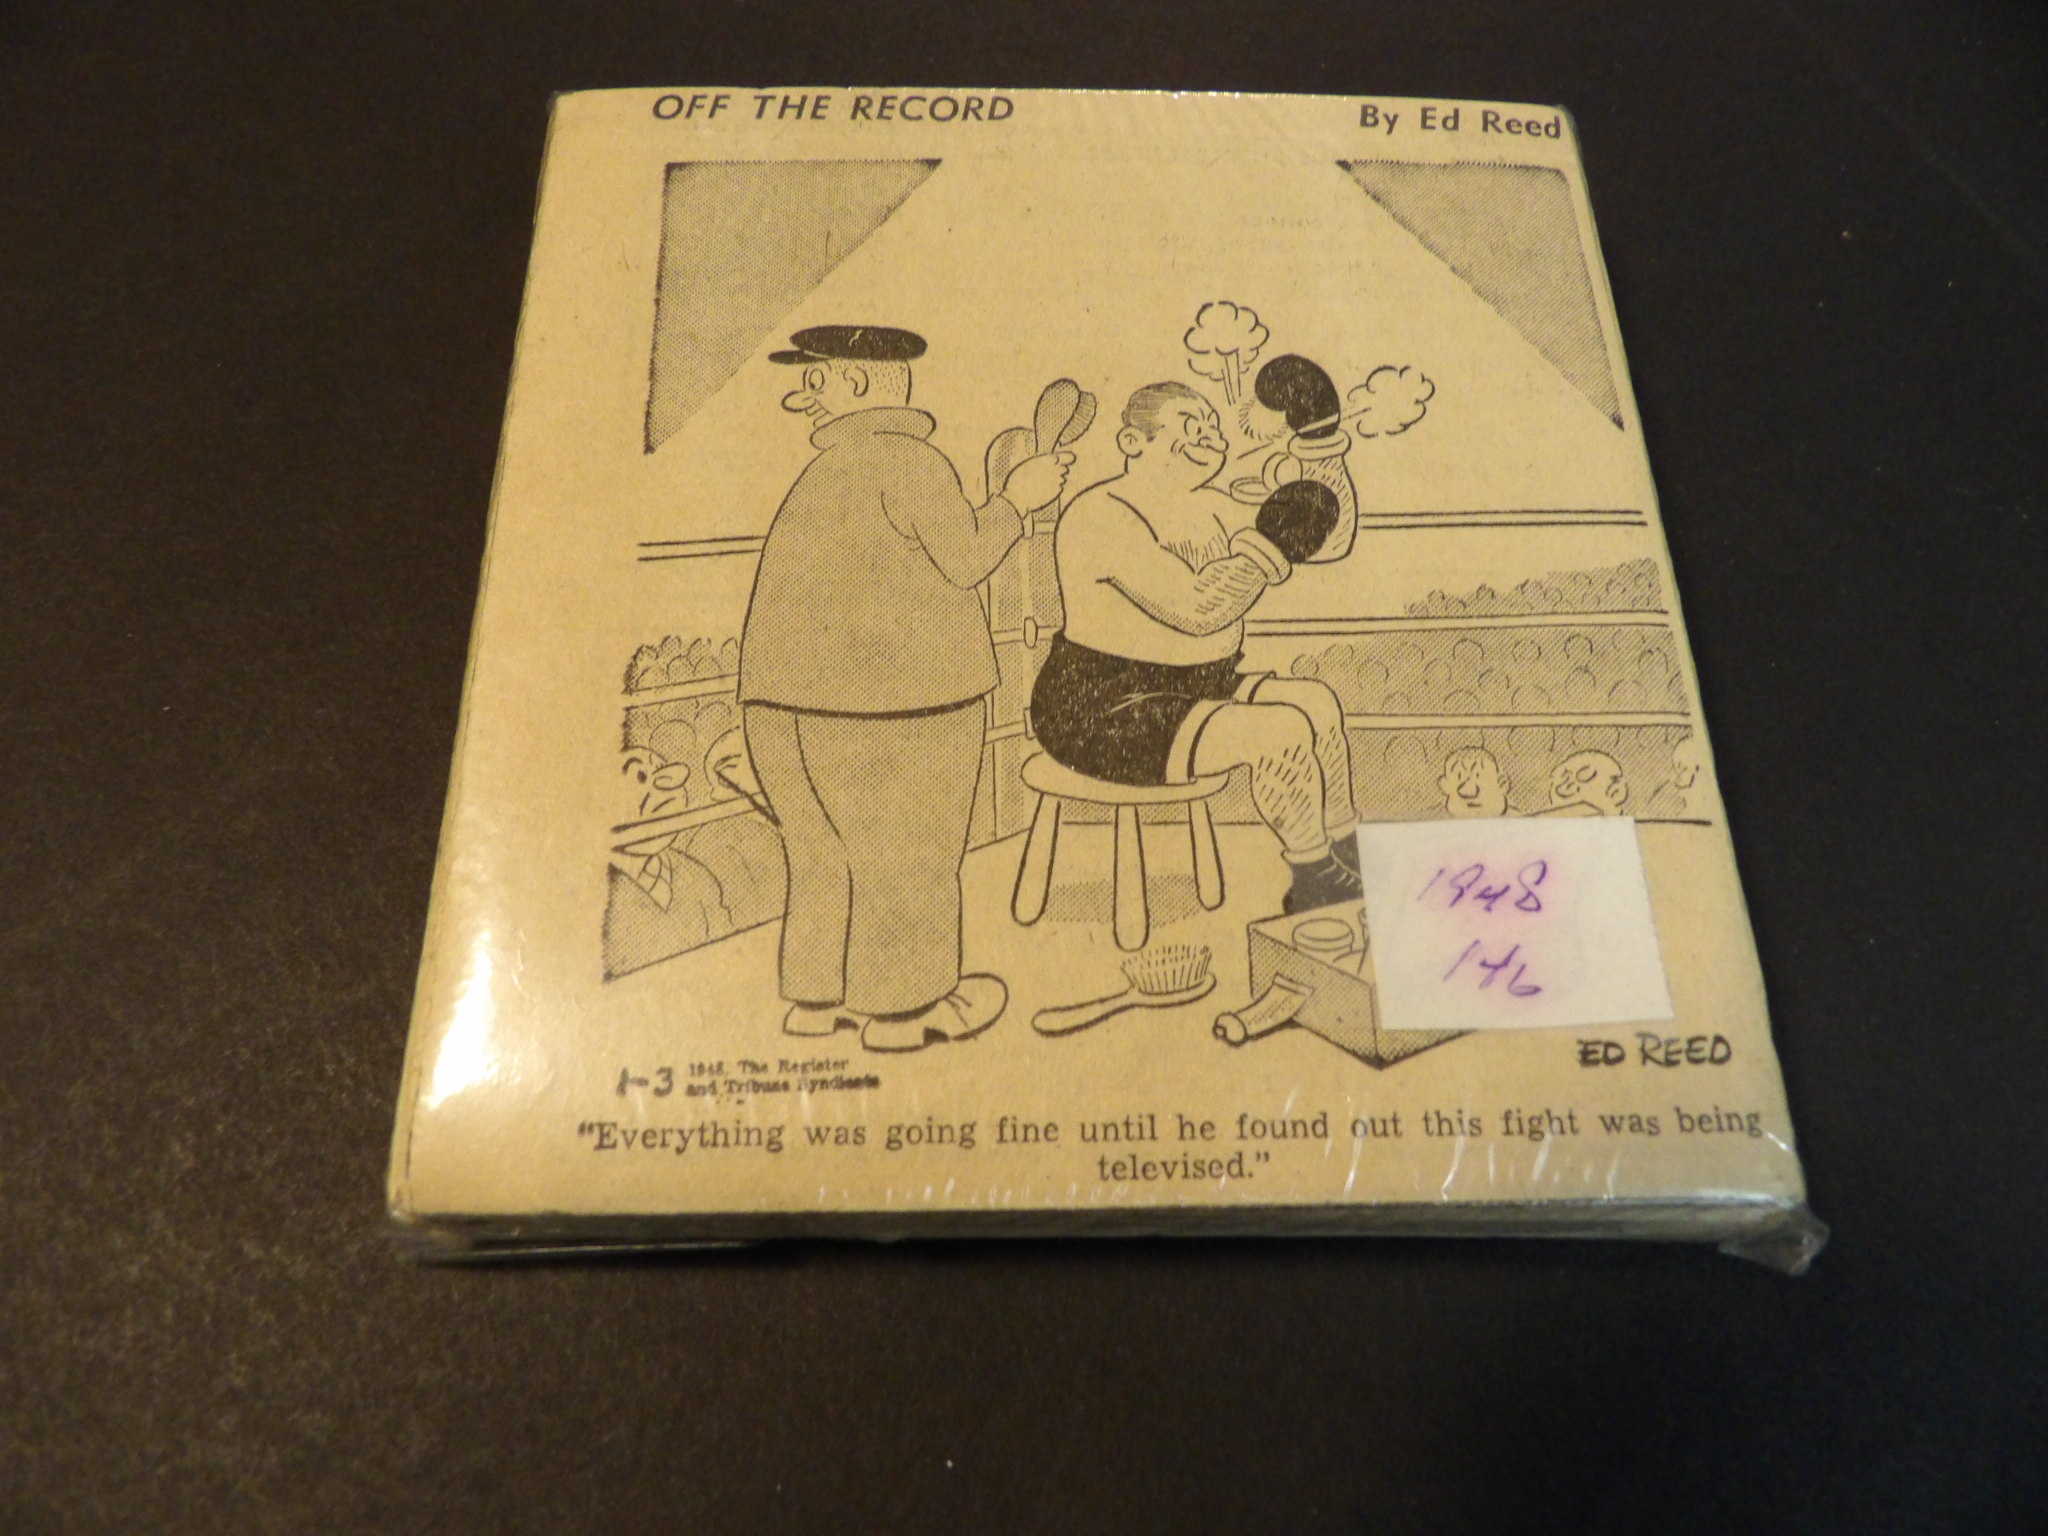 OFF THE RECORD By Ed Reed
1948
146
ED REED
1-3 1948, The Register
and Tribune Syndicate
"Everything was going fine until he found out this fight was being
televised."